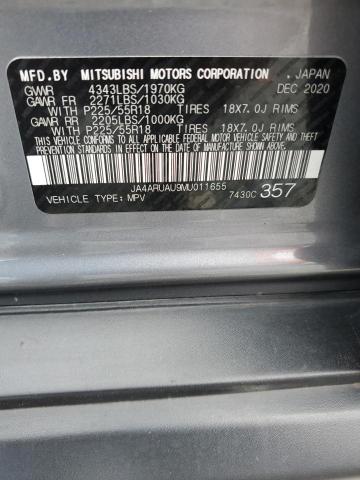 MFD.BY MITSUBISHI MOTORS CORPORATION , JAPAN
GVWR 4343LBS/1970KG DEC 2020
GAWR FR 2271LBS/1030KG
WITH P225/55R18 TIRES 18X7.0J RIMS
GAWR RR 2205LBS/1000KG
WITH P225/55R18 TIRES 18X7.0J RIMS
THIS VEHICLE CONFORMS TO ALL APPLICABLE FEDERAL MOTOR VEHICLE SAFETY AND THEFT PREVENTION STANDARDS IN EFFECT ON THE DATE OF MANUFACTURE SHOWN ABOVE.
JA4ARUAU9MU011655
VEHICLE TYPE: MPV 7430C 357